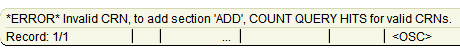 *ERROR* Invalid CRN, to add section 'ADD', COUNT QUERY HITS for valid CRNs.
Record: 1/1 ... <OSC>